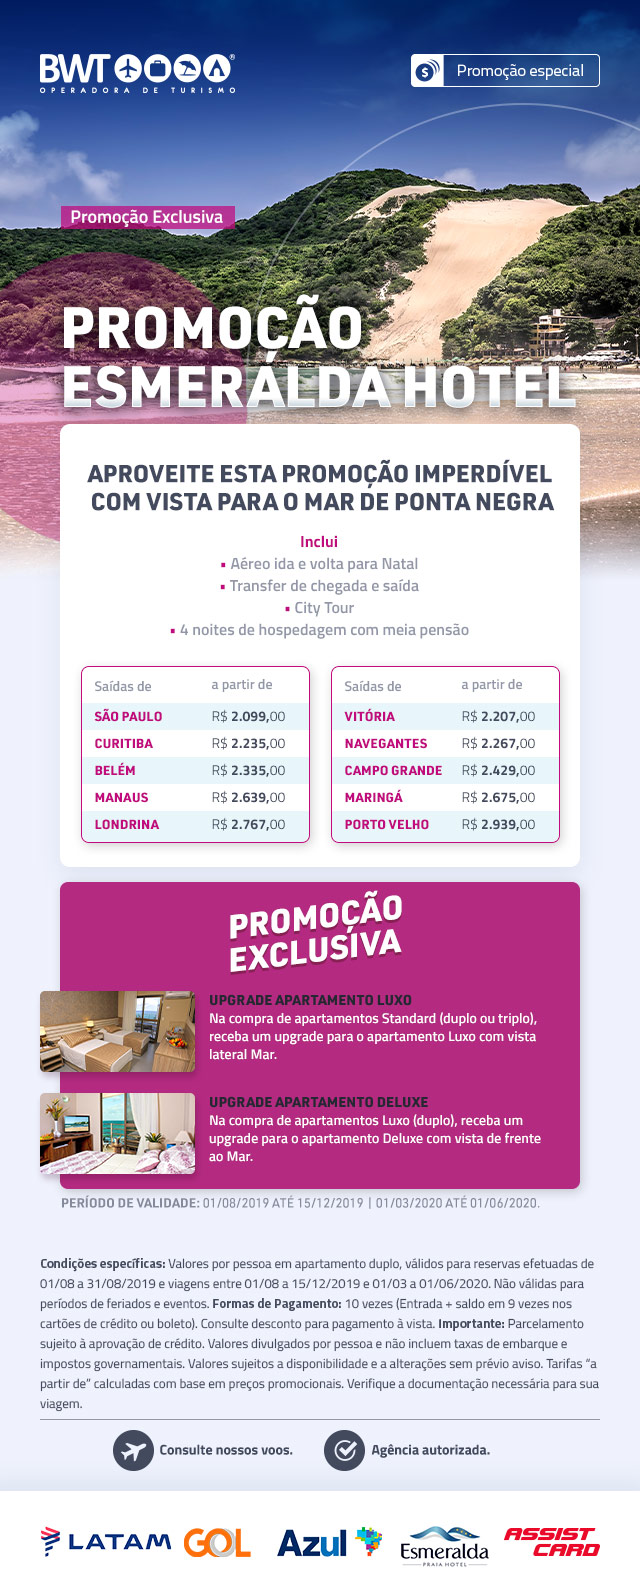 BWT
OPERADORA DE TURISMO
Promoção especial
Promoção Exclusiva
PROMOÇÃO
ESMERALDA HOTEL
APROVEITE ESTA PROMOÇÃO IMPERDÍVEL
COM VISTA PARA O MAR DE PONTA NEGRA
Inclui
▪ Aéreo ida e volta para Natal
▪ Transfer de chegada e saída
▪ City Tour
▪ 4 noites de hospedagem com meia pensão
Saídas de a partir de
SÃO PAULO R$ 2.099,00
CURITIBA R$ 2.235,00
BELÉM R$ 2.335,00
MANAUS R$ 2.639,00
LONDRINA R$ 2.767,00
Saídas de a partir de
VITÓRIA R$ 2.207,00
NAVEGANTES R$ 2.267,00
CAMPO GRANDE R$ 2.429,00
MARINGÁ R$ 2.675,00
PORTO VELHO R$ 2.939,00
PROMOÇÃO
EXCLUSIVA
UPGRADE APARTAMENTO LUXO
Na compra de apartamentos Standard (duplo ou triplo),
receba um upgrade para o apartamento Luxo com vista
lateral Mar.
UPGRADE APARTAMENTO DELUXE
Na compra de apartamentos Luxo (duplo), receba um
upgrade para o apartamento Deluxe com vista de frente
ao Mar.
PERÍODO DE VALIDADE: 01/08/2019 ATÉ 15/12/2019 | 01/03/2020 ATÉ 01/06/2020.
Condições específicas: Valores por pessoa em apartamento duplo, válidos para reservas efetuadas de
01/08 a 31/08/2019 e viagens entre 01/08 a 15/12/2019 e 01/03 a 01/06/2020. Não válidas para
períodos de feriados e eventos. Formas de Pagamento: 10 vezes (Entrada + saldo em 9 vezes nos
cartões de crédito ou boleto). Consulte desconto para pagamento à vista. Importante: Parcelamento
sujeito à aprovação de crédito. Valores divulgados por pessoa e não incluem taxas de embarque e
impostos governamentais. Valores sujeitos a disponibilidade e a alterações sem prévio aviso. Tarifas “a
partir de” calculadas com base em preços promocionais. Verifique a documentação necessária para sua
viagem.
Consulte nossos voos.
Agência autorizada.
LATAM
GOL
Azul
Esmeralda
PRAIA HOTEL
ASSIST
CARD